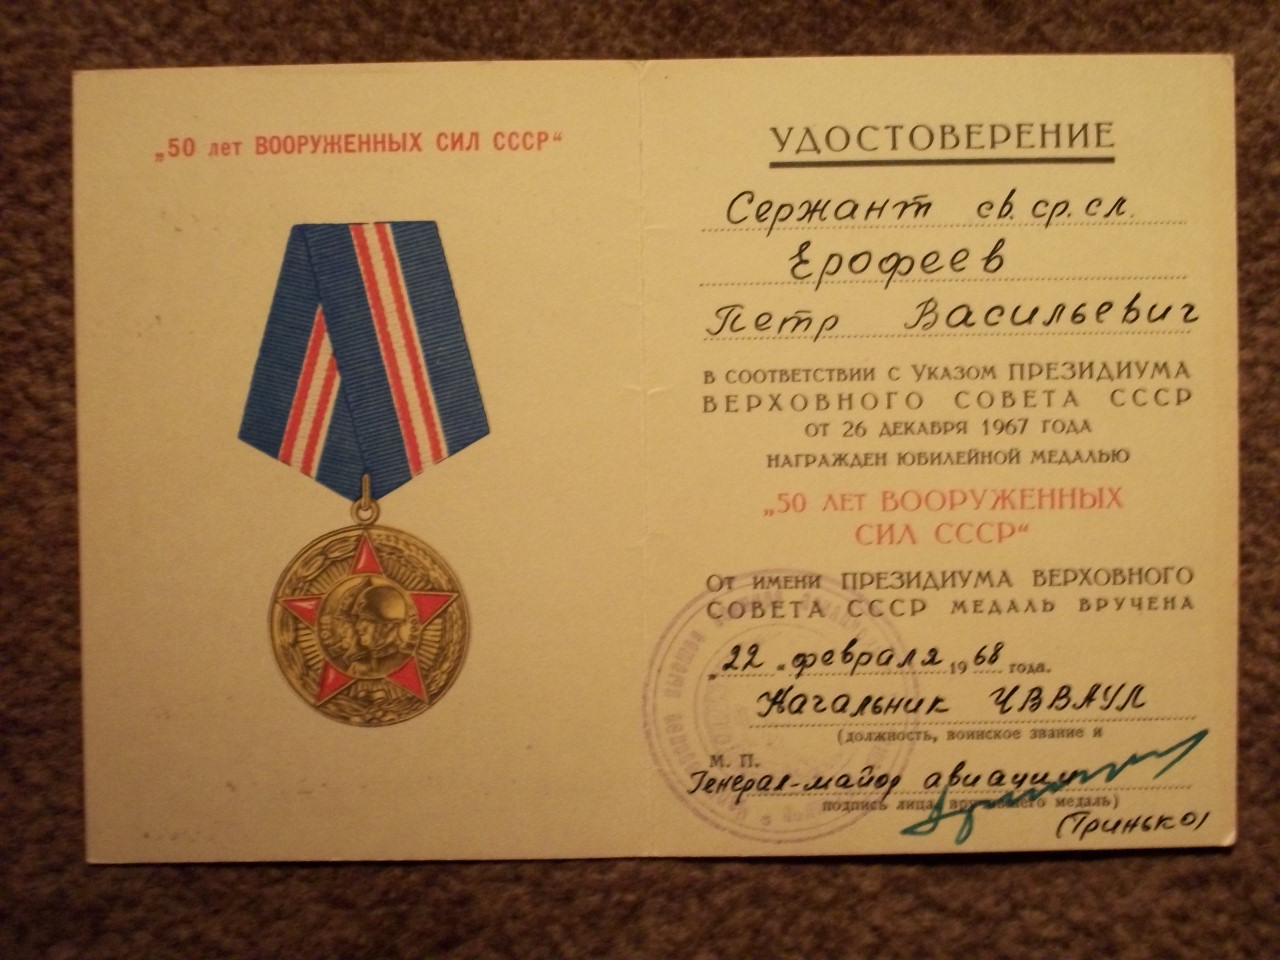 „50 лет ВООРУЖЕННЫХ СИЛ СССР“
УДОСТОВЕРЕНИЕ
Сержант св. ср. сл.
Ерофеев
Петр Васильевич
В СООТВЕТСТВИИ С УКАЗОМ ПРЕЗИДИУМА
ВЕРХОВНОГО СОВЕТА СССР
ОТ 26 ДЕКАБРЯ 1967 ГОДА
НАГРАЖДЕН ЮБИЛЕЙНОЙ МЕДАЛЬЮ
„50 ЛЕТ ВООРУЖЕННЫХ
СИЛ СССР“
ОТ ИМЕНИ ПРЕЗИДИУМА ВЕРХОВНОГО
СОВЕТА СССР МЕДАЛЬ ВРУЧЕНА
„22“ февраля 1968 года.
Начальник ЧВВАУЛ
(должность, воинское звание и
М. П.
Генерал-майор авиации
подпись лица, вручившего медаль)
(Тринько)